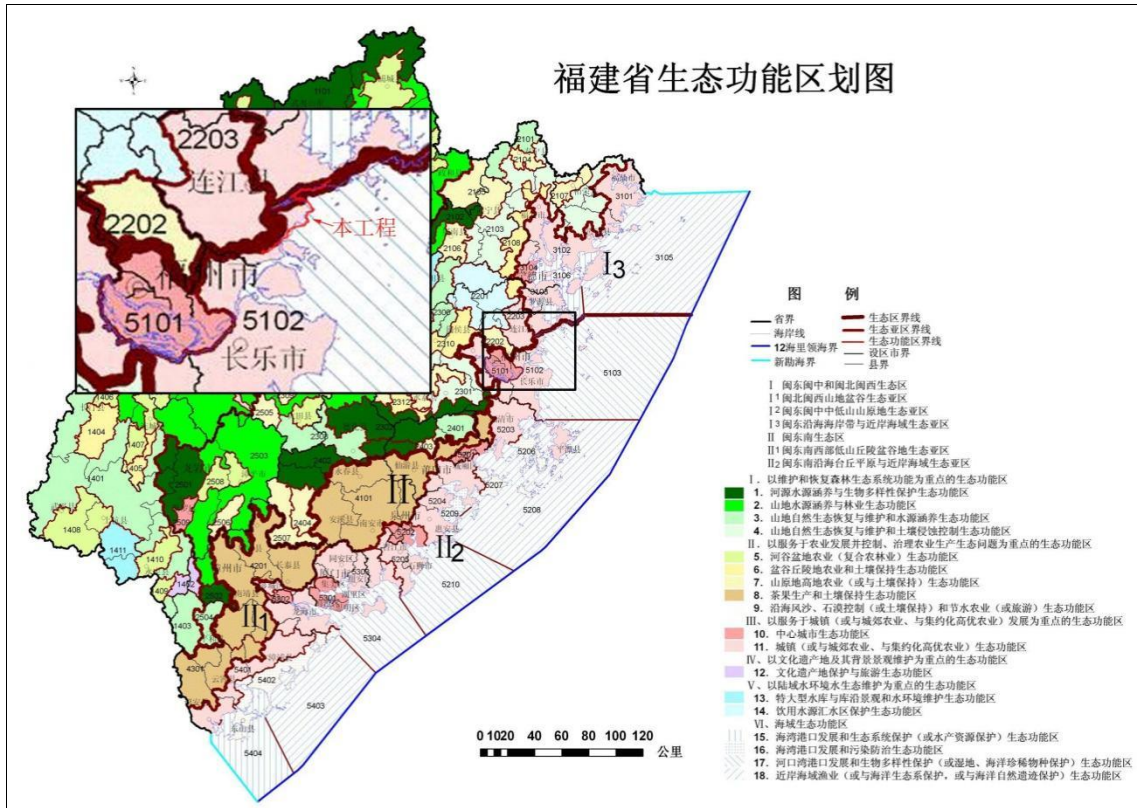 福建省生态功能区划图
2203
连江县
2202
本工程
福州市
5101
5102
长乐市
1101
2101
2104
2107
3101
2102
2103
2106
2108
3102
3104
3106
3105
I3
2201
2203
2202
2310
5101
5102
长乐市
5103
2301
2312
2401
5203
5206
1406
1404
1407
1405
1401
2505
2503
2501
2508
2507
2404
4101
II
5207
5204
5209
5208
1408
1411
1410
1402
1403
2504
4201
II1
II2
5210
5301
5304
4301
5401
5402
5403
5404
图 例
省界
海岸线
12海里领海界
新勘海界
生态区界线
生态亚区界线
生态功能区界线
设区市界
县界
I 闽东闽中和闽北闽西生态区
I1闽北闽西山地盆谷生态亚区
I2闽东闽中中低山山原地生态亚区
I3闽东沿海海岸带与近岸海域生态亚区
II 闽东南生态区
II1闽东南西部低山丘陵盆谷地生态亚区
II2闽东南沿海台丘平原与近岸海域生态亚区
I、以维护和恢复森林生态系统功能为重点的生态功能区
1. 河源水源涵养与生物多样性保护生态功能区
2. 山地水源涵养与林业生态功能区
3. 山地自然生态恢复与维护和水源涵养生态功能区
4. 山地自然生态恢复与维护和土壤侵蚀控制生态功能区
II、以服务于农业发展并控制、治理农业生产生态问题为重点的生态功能区
5. 河谷盆地农业（复合农林业）生态功能区
6. 盆谷丘陵地农业和土壤保持生态功能区
7. 山原地高地农业（或与土壤保持）生态功能区
8. 茶果生产和土壤保持生态功能区
9. 沿海风沙、石漠控制（或土壤保持）和节水农业（或旅游）生态功能区
III、以服务于城镇（或与城郊农业、与集约化高优农业）发展为重点的生态功能区
10. 中心城市生态功能区
11. 城镇（或与城郊农业、与集约化高优农业）生态功能区
IV、以文化遗产地及其背景景观维护为重点的生态功能区
12. 文化遗产地保护与旅游生态功能区
V、以陆域水环境水生态维护为重点的生态功能区
13. 特大型水库与库沿景观和水环境维护生态功能区
14. 饮用水源汇水区保护生态功能区
VI、海域生态功能区
15. 海湾港口发展和生态系统保护（或水产资源保护）生态功能区
16. 海湾港口发展和污染防治生态功能区
17. 河口湾港口发展和生物多样性保护（或湿地、海洋珍稀物种保护）生态功能区
18. 近岸海域渔业（或与海洋生态系保护，或与海洋自然遗迹保护）生态功能区
0 10 20 40 60 80 100 120
公里